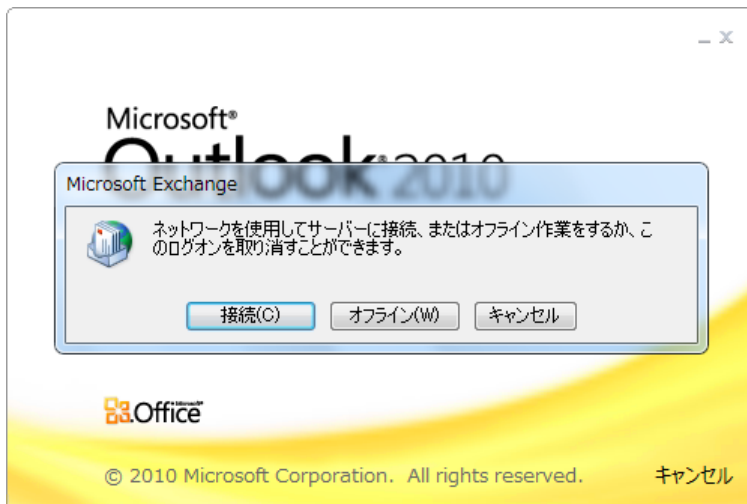 Microsoft®
Outlook® 2010
Microsoft Exchange
ネットワークを使用してサーバーに接続、またはオフライン作業をするか、こ
のログオンを取り消すことができます。
接続(C)
オフライン(W)
キャンセル
Microsoft®
Office
© 2010 Microsoft Corporation. All rights reserved.
キャンセル